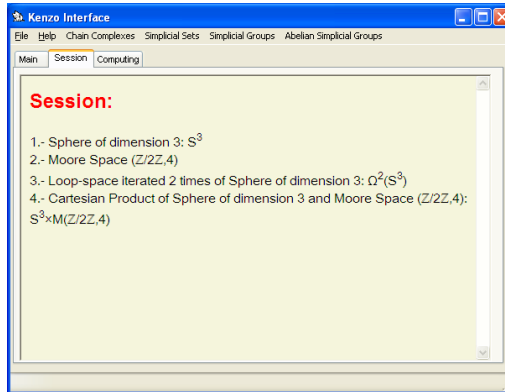 Kenzo Interface
File Help Chain Complexes Simplicial Sets Simplicial Groups Abelian Simplicial Groups
Main Session Computing
Session:
1.- Sphere of dimension 3: S³
2.- Moore Space (Z/2Z,4)
3.- Loop-space iterated 2 times of Sphere of dimension 3: Ω²(S³)
4.- Cartesian Product of Sphere of dimension 3 and Moore Space (Z/2Z,4):
S³×M(Z/2Z,4)